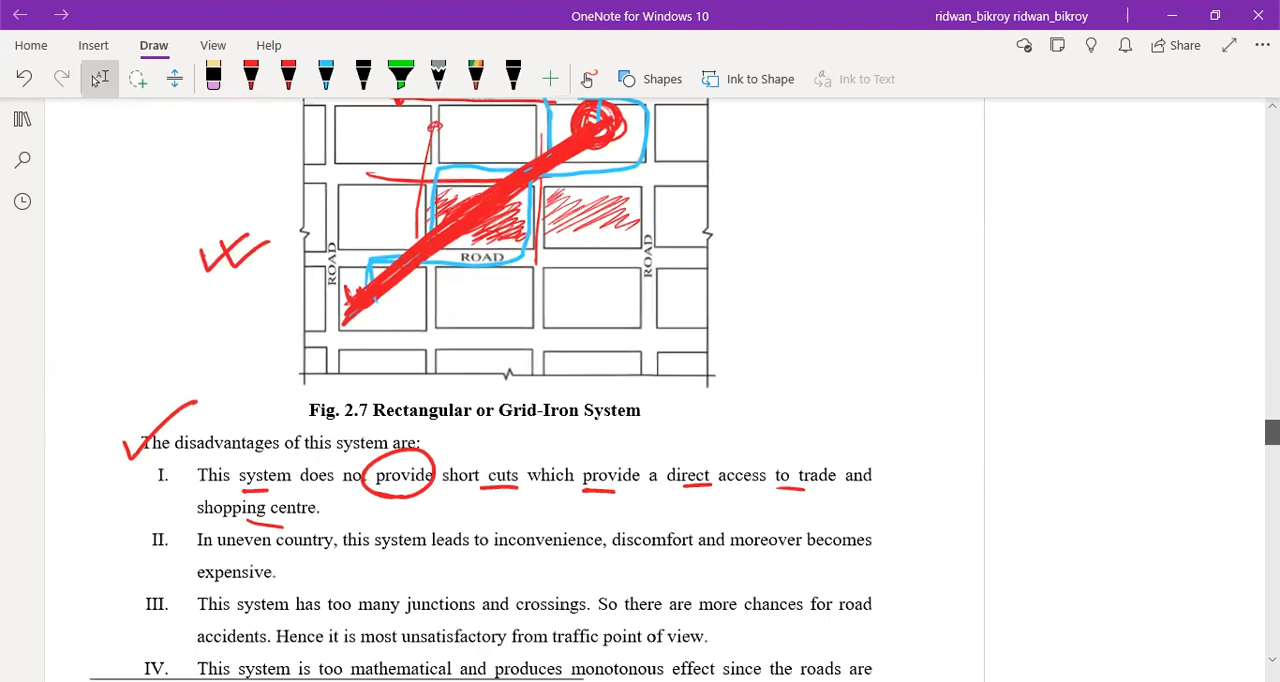 OneNote for Windows 10
ridwan_bikroy ridwan_bikroy
Home Insert Draw View Help
Share
Shapes Ink to Shape Ink to Text
ROAD
ROAD
ROAD
Fig. 2.7 Rectangular or Grid-Iron System
The disadvantages of this system are:
I. This system does no provide short cuts which provide a direct access to trade and
shopping centre.
II. In uneven country, this system leads to inconvenience, discomfort and moreover becomes
expensive.
III. This system has too many junctions and crossings. So there are more chances for road
accidents. Hence it is most unsatisfactory from traffic point of view.
IV. This system is too mathematical and produces monotonous effect since the roads are